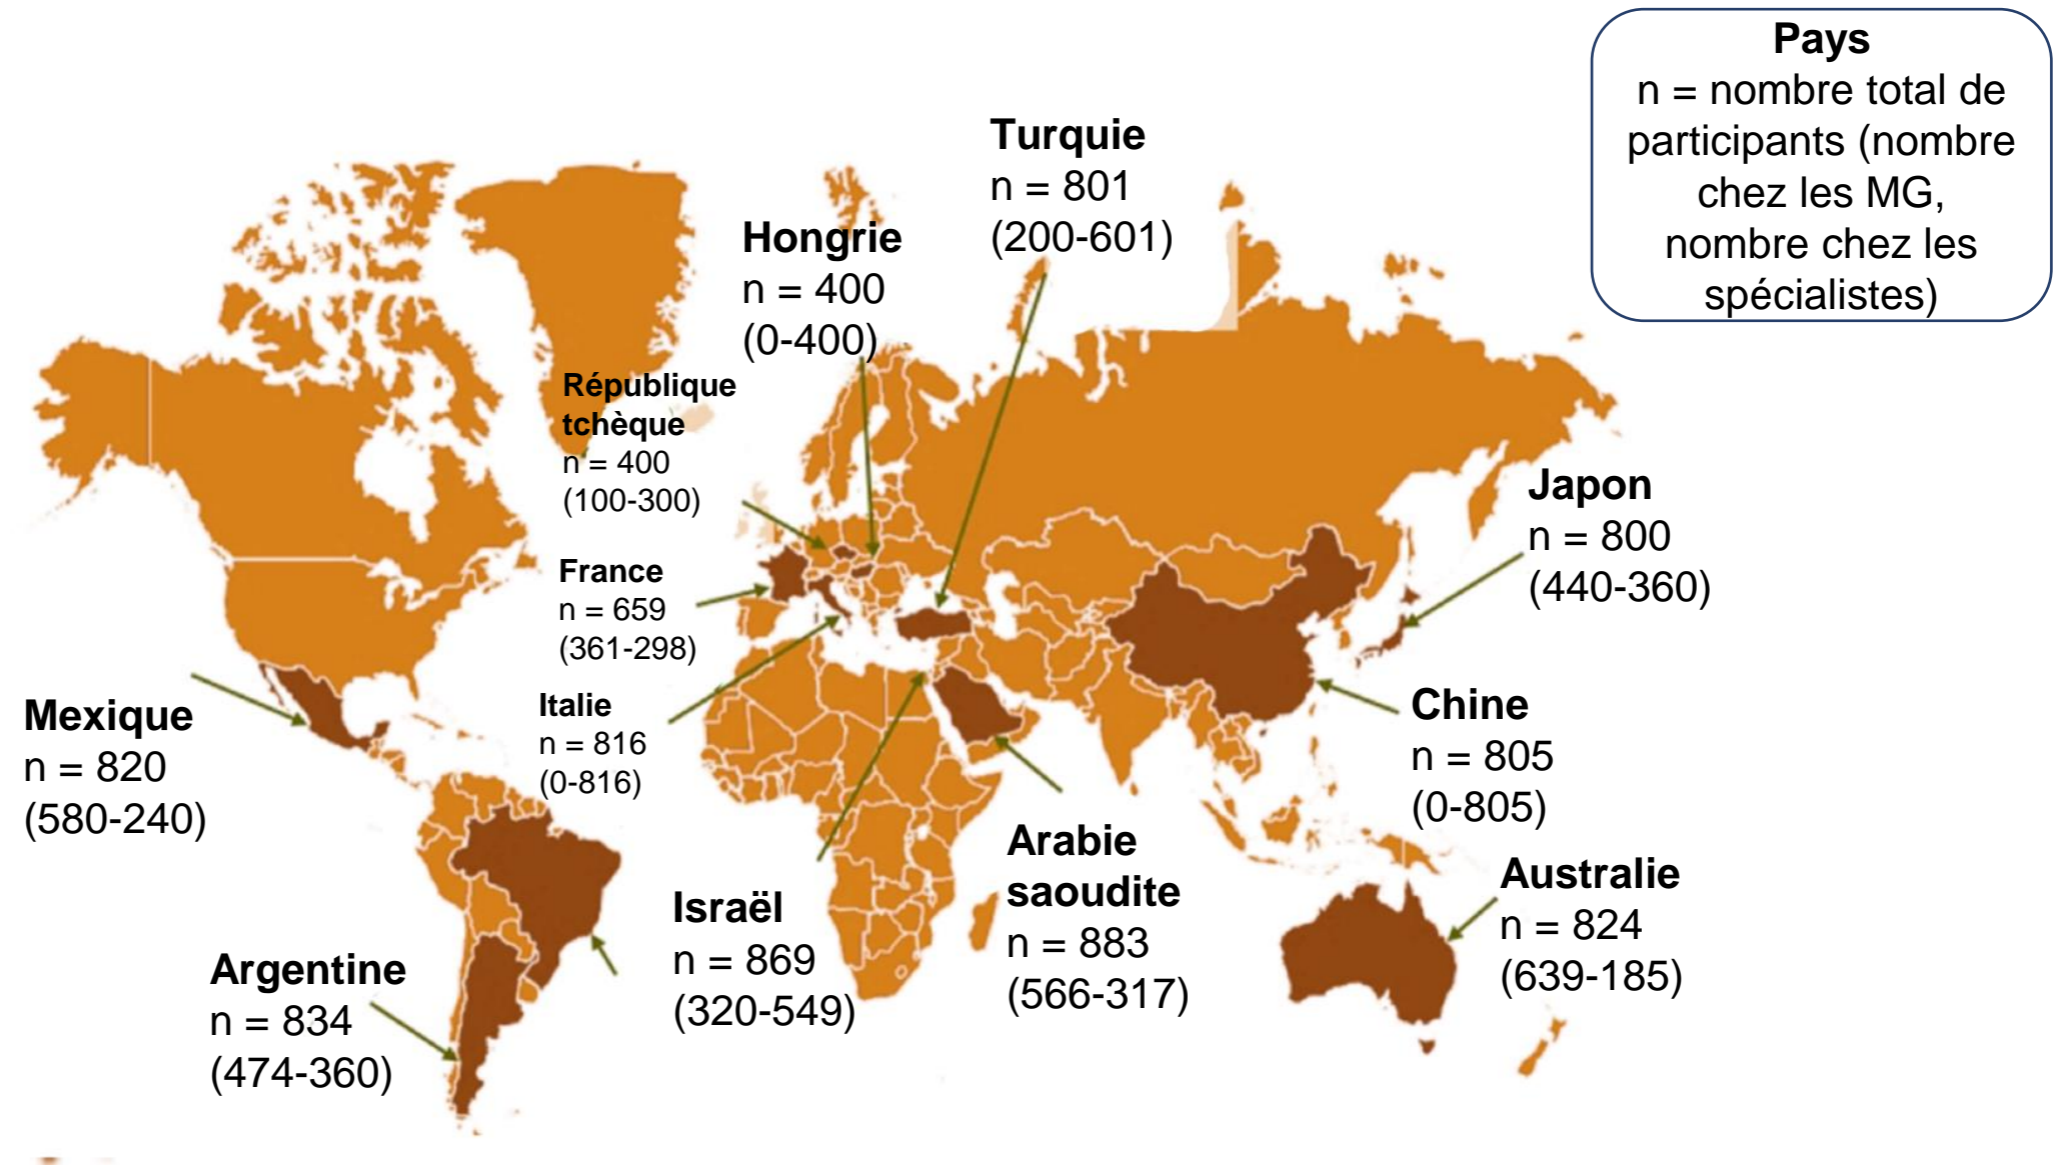 Pays
n = nombre total de
participants (nombre
chez les MG,
nombre chez les
spécialistes)
Turquie
n = 801
(200-601)
Hongrie
n = 400
(0-400)
République
tchèque
n = 400
(100-300)
Japon
n = 800
(440-360)
France
n = 659
(361-298)
Italie
n = 816
(0-816)
Mexique
n = 820
(580-240)
Chine
n = 805
(0-805)
Arabie
saoudite
n = 883
(566-317)
Australie
n = 824
(639-185)
Israël
n = 869
(320-549)
Argentine
n = 834
(474-360)